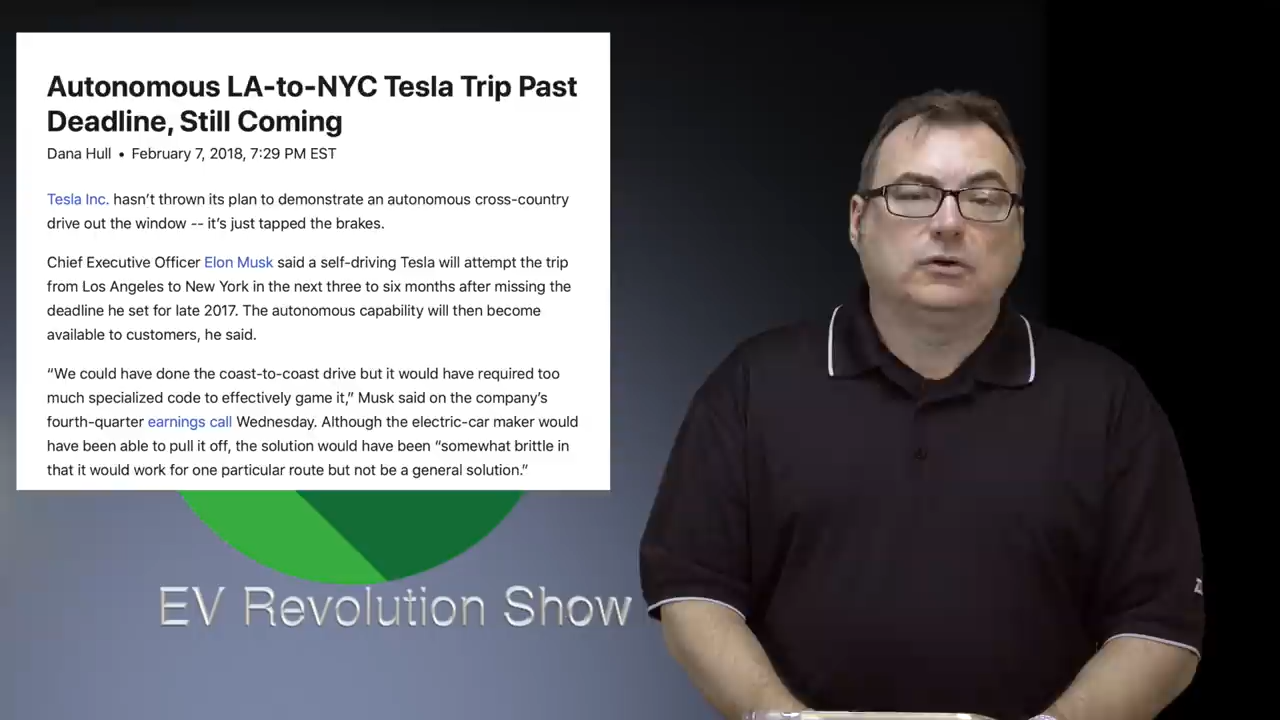 Autonomous LA-to-NYC Tesla Trip Past
Deadline, Still Coming
Dana Hull • February 7, 2018, 7:29 PM EST
Tesla Inc. hasn’t thrown its plan to demonstrate an autonomous cross-country
drive out the window -- it’s just tapped the brakes.
Chief Executive Officer Elon Musk said a self-driving Tesla will attempt the trip
from Los Angeles to New York in the next three to six months after missing the
deadline he set for late 2017. The autonomous capability will then become
available to customers, he said.
“We could have done the coast-to-coast drive but it would have required too
much specialized code to effectively game it,” Musk said on the company’s
fourth-quarter earnings call Wednesday. Although the electric-car maker would
have been able to pull it off, the solution would have been “somewhat brittle in
that it would work for one particular route but not be a general solution.”
EV Revolution Show